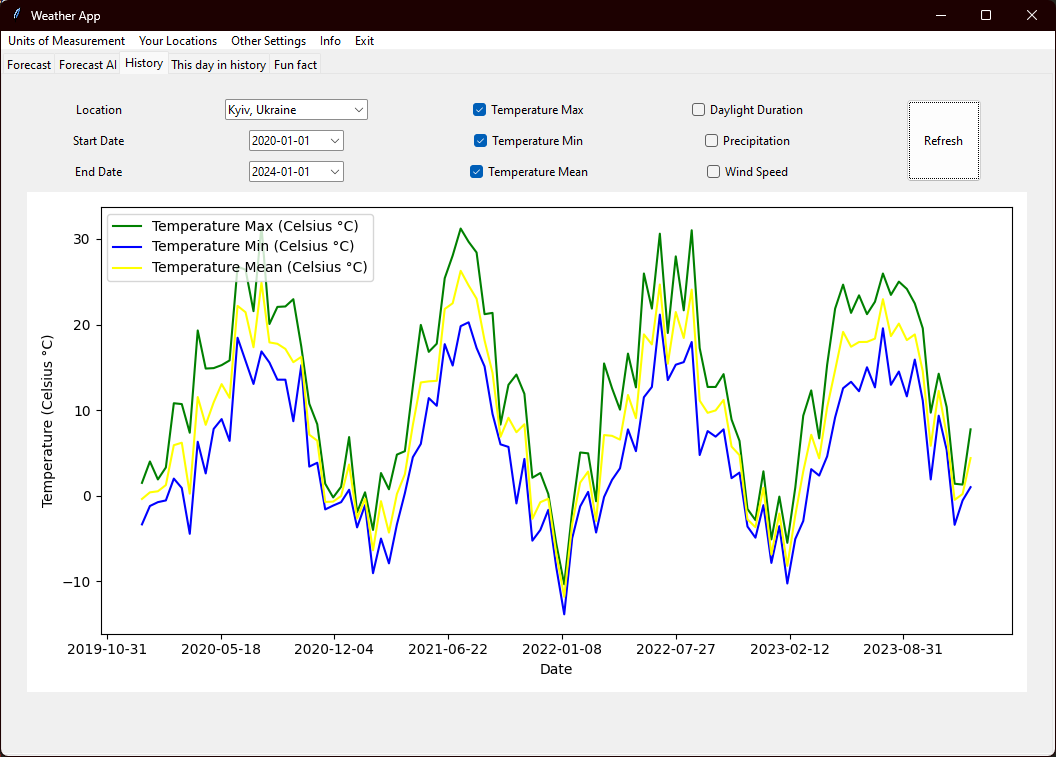 Weather App
Units of Measurement Your Locations Other Settings Info Exit
Forecast Forecast AI History This day in history Fun fact
Location Kyiv, Ukraine Temperature Max Daylight Duration
Start Date 2020-01-01 Temperature Min Precipitation Refresh
End Date 2024-01-01 Temperature Mean Wind Speed
Temperature Max (Celsius °C)
Temperature Min (Celsius °C)
Temperature Mean (Celsius °C)
Temperature (Celsius °C)
30
20
10
0
−10
2019-10-31 2020-05-18 2020-12-04 2021-06-22 2022-01-08 2022-07-27 2023-02-12 2023-08-31
Date